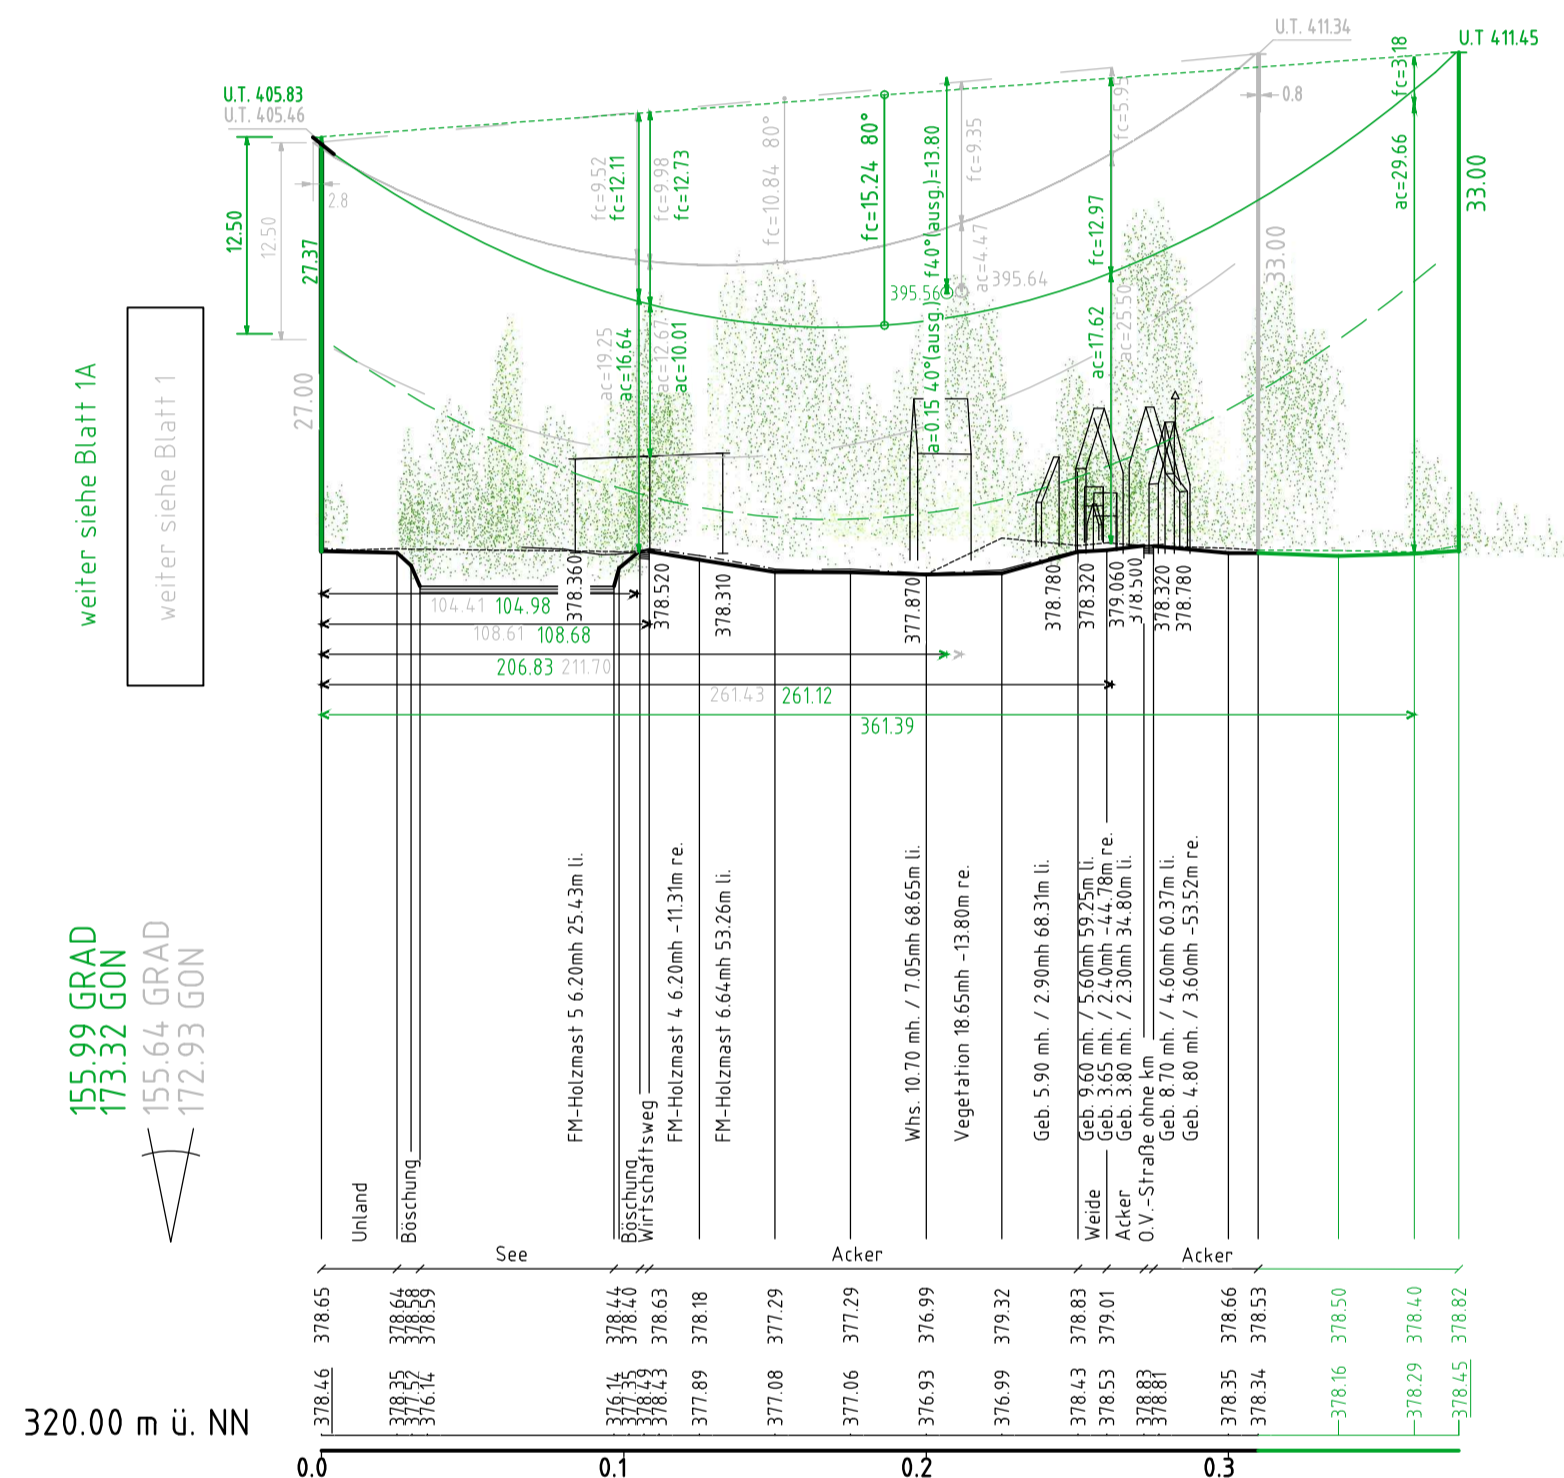 U.T. 411.34
U.T 411.45
U.T. 405.83
U.T. 405.46
0.8
2.8
12.50
12.50
27.37
27.00
33.00
33.00
fc=9.52
fc=12.11
fc=9.98
fc=12.73
fc=10.84 80°
fc=15.24 80°
f40°(ausg.)=13.80
fc=9.35
fc=5.95
fc=12.97
fc=3.18
ac=29.66
ac=19.25
ac=16.64
ac=12.67
ac=10.01
395.56
395.64
a=0.15 40°(ausg.)
ac=4.47
ac=17.62
ac=25.50
weiter siehe Blatt 1A
weiter siehe Blatt 1
378.360
378.520
378.310
377.870
378.780
378.320
379.060
378.500
378.320
378.780
104.41 104.98
108.61 108.68
206.83 211.70
261.43 261.12
361.39
155.99 GRAD
173.32 GON
155.64 GRAD
172.93 GON
FM-Holzmast 5 6.20mh 25.43m li.
FM-Holzmast 4 6.20mh -11.31m re.
FM-Holzmast 6.64mh 53.26m li.
Whs. 10.70 mh. / 7.05mh 68.65m li.
Vegetation 18.65mh -13.80m re.
Geb. 5.90 mh. / 2.90mh 68.31m li.
Geb. 9.60 mh. / 5.60mh 59.25m li.
Geb. 3.65 mh. / 2.40mh -44.78m re.
Geb. 3.80 mh. / 2.30mh 34.80m li.
Geb. 8.70 mh. / 4.60mh 60.37m li.
Geb. 4.80 mh. / 3.60mh -53.52m re.
Unland
Böschung
See
Böschung
Wirtschaftsweg
Acker
Weide
Acker
O.V.-Straße ohne km
Acker
378.65
378.64
378.58
378.59
378.44
378.40
378.63
378.18
377.29
377.29
376.99
379.32
378.83
379.01
378.66
378.53
378.50
378.40
378.82
378.46
378.35
377.52
376.14
376.14
377.35
378.49
378.43
377.89
377.08
377.06
376.93
376.99
378.43
378.53
378.83
378.81
378.35
378.34
378.16
378.29
378.45
320.00 m ü. NN
0.0
0.1
0.2
0.3